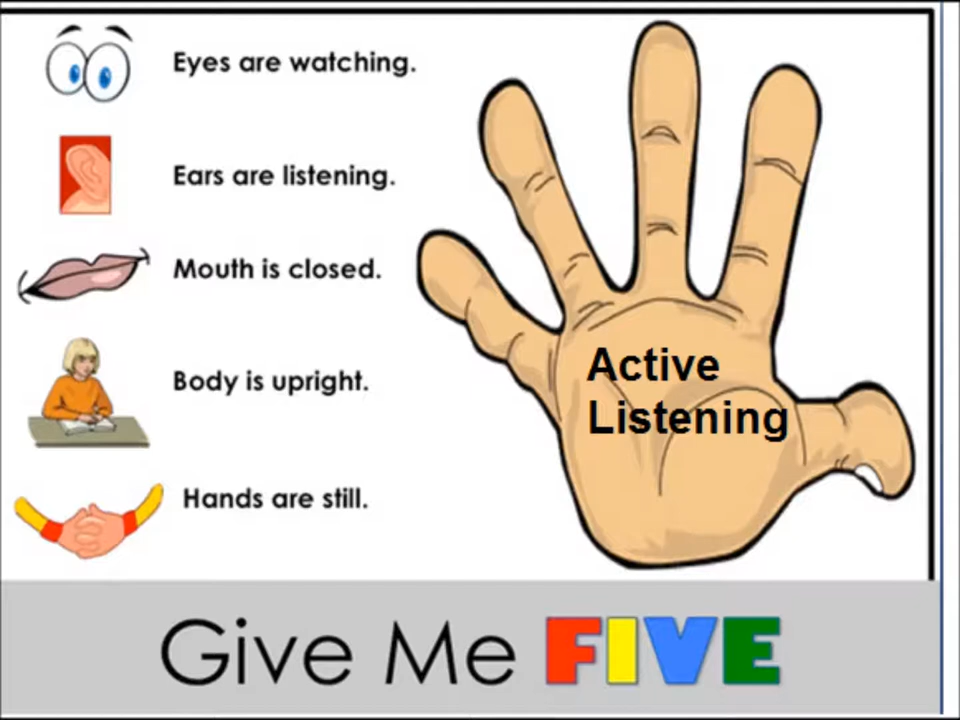 Eyes are watching.
Ears are listening.
Mouth is closed.
Body is upright.
Hands are still.
Active
Listening
Give Me FIVE